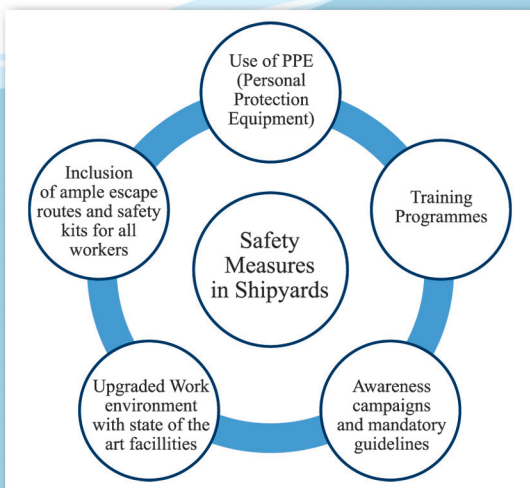 Use of PPE
(Personal
Protection
Equipment)
Training
Programmes
Awareness
campaigns
and mandatory
guidelines
Upgraded Work
environment
with state of the
art facillities
Inclusion
of ample escape
routes and safety
kits for all
workers
Safety
Measures
in Shipyards